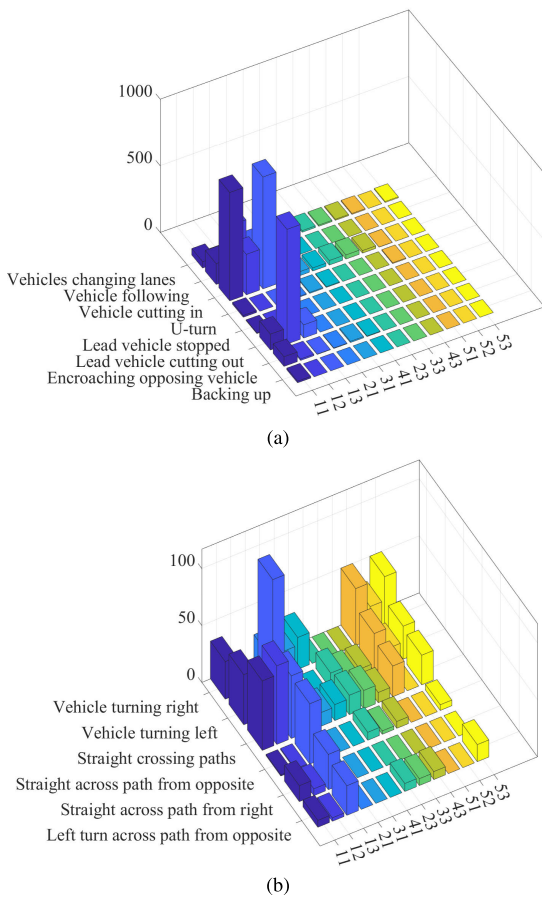 1000
500
0
Vehicles changing lanes
Vehicle following
Vehicle cutting in
U-turn
Lead vehicle stopped
Lead vehicle cutting out
Encroaching opposing vehicle
Backing up
11
12
13
21
31
41
23
33
43
51
52
53
(a)
100
50
0
Vehicle turning right
Vehicle turning left
Straight crossing paths
Straight across path from opposite
Straight across path from right
Left turn across path from opposite
11
12
13
21
31
41
23
33
43
51
52
53
(b)